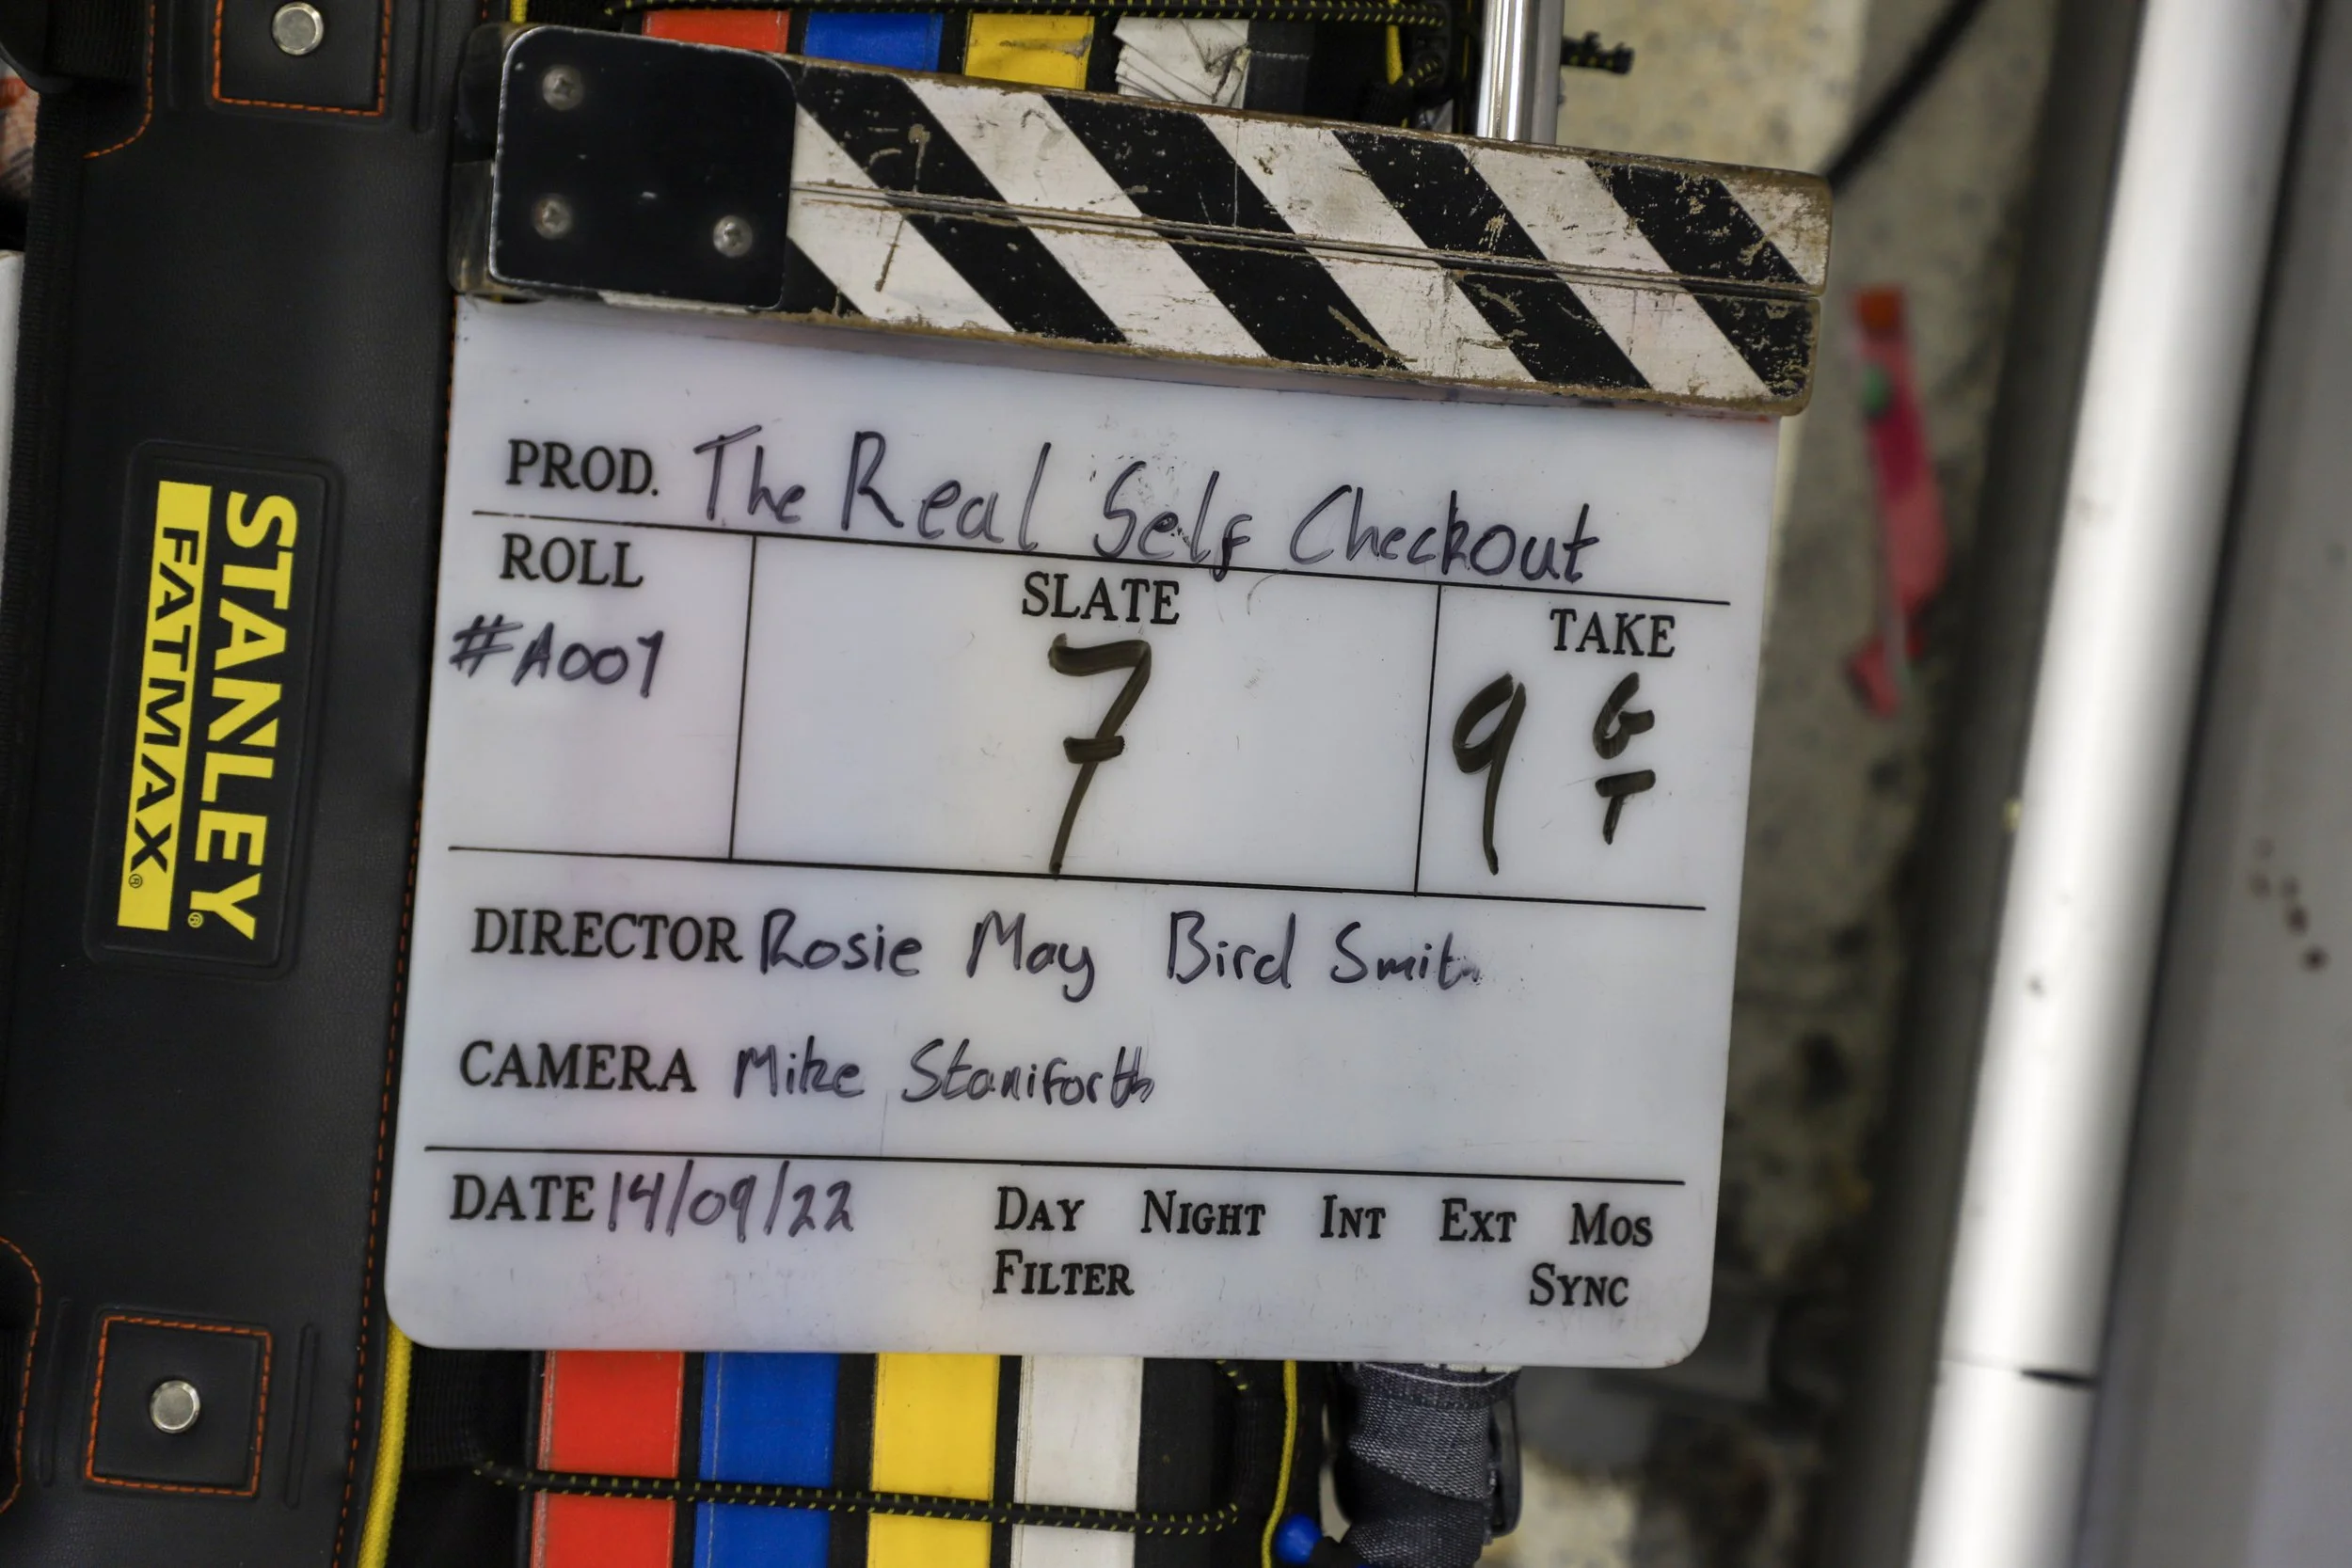 STANLEY
FATMAX
PROD. The Real Self Checkout
ROLL
#A001
SLATE
7
TAKE
9 G
T
DIRECTOR Rosie May Bird Smit
CAMERA Mike Staniforth
DATE 14/09/22
DAY NIGHT INT EXT MOS
FILTER SYNC